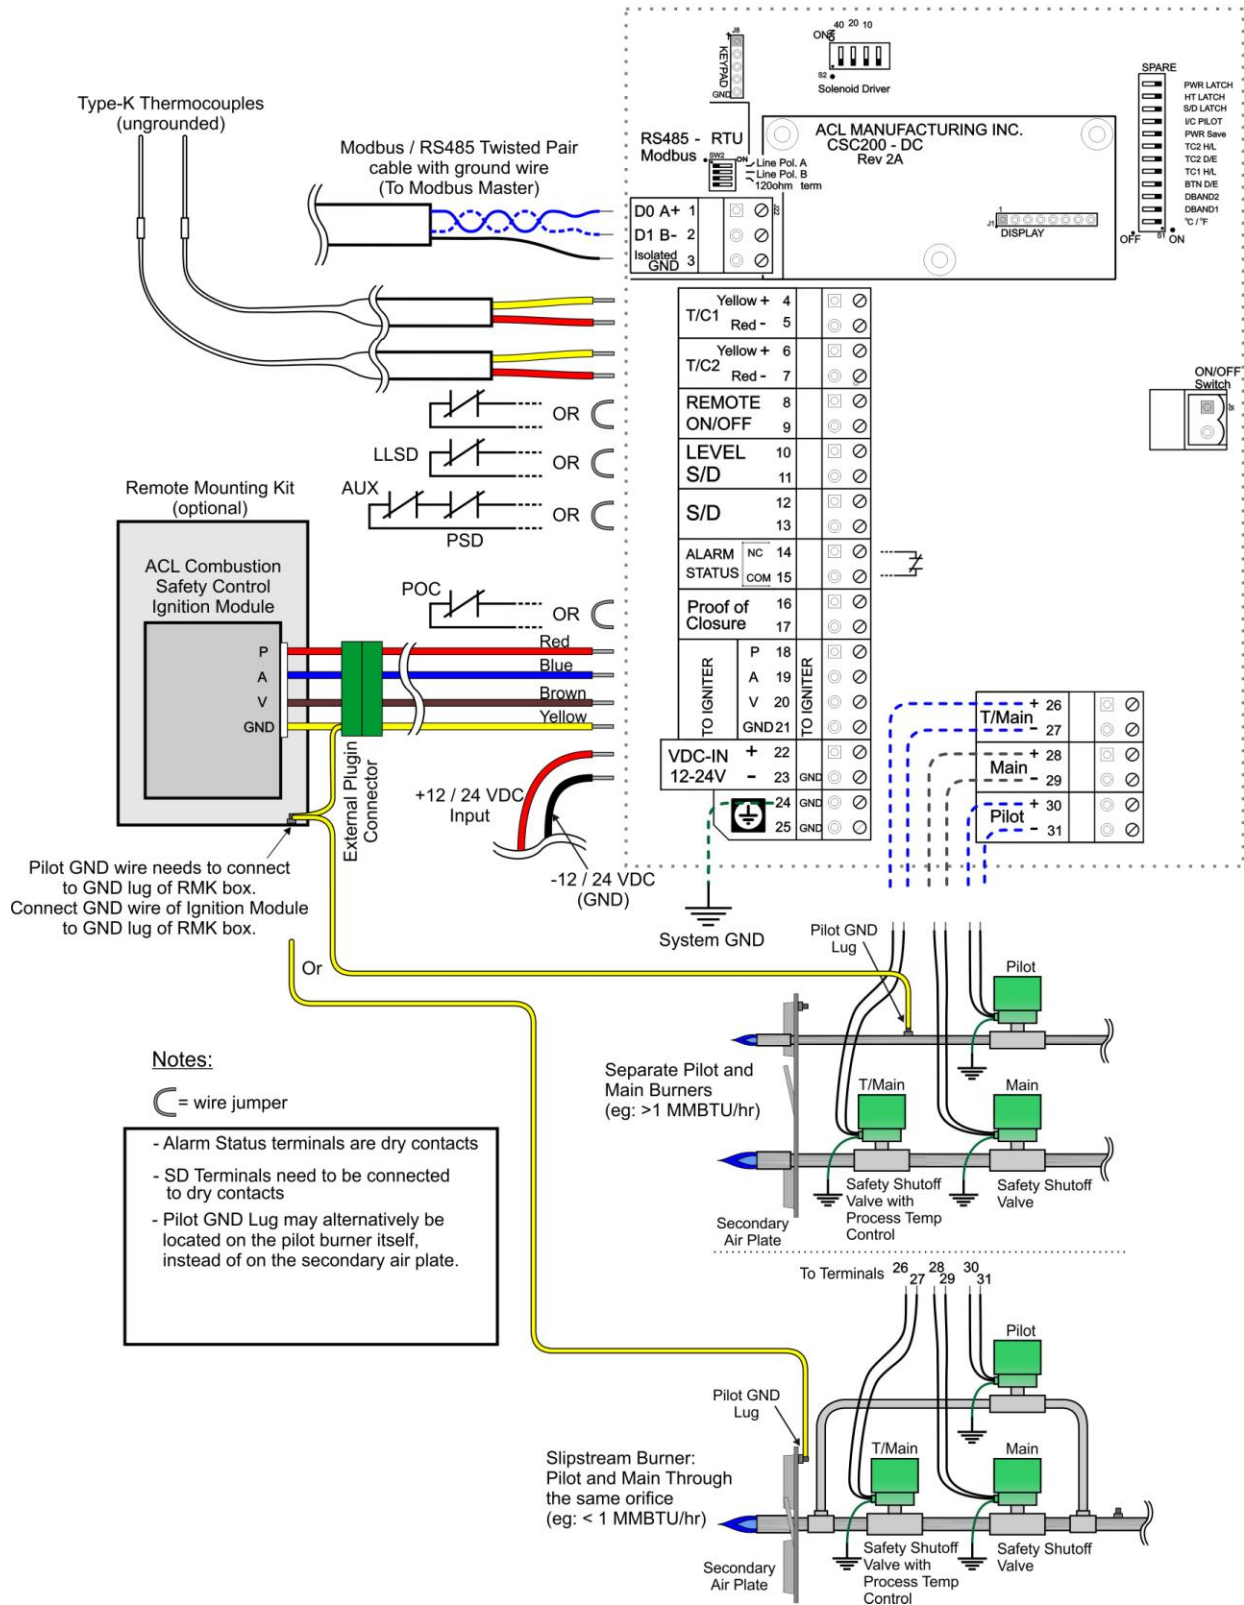 40 20 10
ON
S2
Solenoid Driver
J8
KEYPAD
GND
SPARE
PWR LATCH
HT LATCH
S/D LATCH
I/C PILOT
PWR Save
TC2 H/L
TC2 D/E
TC1 H/L
BTN D/E
DBAND2
DBAND1
°C / °F
OFF
S1
ON
Type-K Thermocouples
(ungrounded)
Modbus / RS485 Twisted Pair
cable with ground wire
(To Modbus Master)
RS485 - RTU
Modbus
SW2
ON
Line Pol. A
Line Pol. B
120ohm term
ACL MANUFACTURING INC.
CSC200 - DC
Rev 2A
1
J1
DISPLAY
D0 A+ 1
D1 B- 2
Isolated
GND 3
J22
T/C1
Yellow + 4
Red - 5
T/C2
Yellow + 6
Red - 7
ON/OFF
Switch
OR
REMOTE
ON/OFF
8
9
LLSD
OR
LEVEL
S/D
10
11
AUX
PSD
OR
S/D
12
13
ALARM
STATUS
NC 14
COM 15
POC
OR
Proof of
Closure
16
17
Remote Mounting Kit
(optional)
ACL Combustion
Safety Control
Ignition Module
P
A
V
GND
Red
Blue
Brown
Yellow
External Plugin
Connector
TO IGNITER
P 18
A 19
V 20
GND 21
TO IGNITER
VDC-IN
12-24V
+ 22
- 23 GND
24 GND
25 GND
T/Main
+ 26
- 27
Main
+ 28
- 29
Pilot
+ 30
- 31
+12 / 24 VDC
Input
-12 / 24 VDC
(GND)
System GND
Pilot GND wire needs to connect
to GND lug of RMK box.
Connect GND wire of Ignition Module
to GND lug of RMK box.
Or
Pilot GND
Lug
Pilot
Separate Pilot and
Main Burners
(eg: >1 MMBTU/hr)
T/Main
Main
Safety Shutoff
Valve with
Process Temp
Control
Safety Shutoff
Valve
Secondary
Air Plate
Notes:
= wire jumper
- Alarm Status terminals are dry contacts
- SD Terminals need to be connected
to dry contacts
- Pilot GND Lug may alternatively be
located on the pilot burner itself,
instead of on the secondary air plate.
To Terminals 26 27 28 29 30 31
Pilot
Pilot GND
Lug
Slipstream Burner:
Pilot and Main Through
the same orifice
(eg: < 1 MMBTU/hr)
T/Main
Main
Safety Shutoff
Valve with
Process Temp
Control
Safety Shutoff
Valve
Secondary
Air Plate